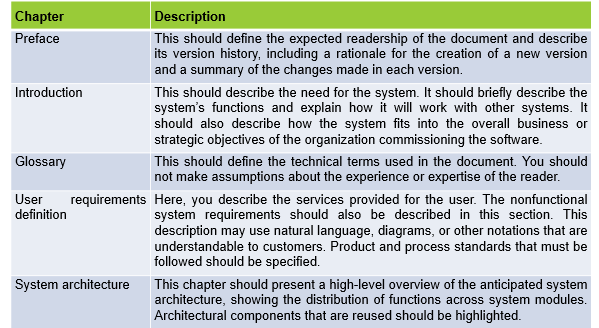 Chapter Description
Preface This should define the expected readership of the document and describe
its version history, including a rationale for the creation of a new version
and a summary of the changes made in each version.
Introduction This should describe the need for the system. It should briefly describe the
system's functions and explain how it will work with other systems. It
should also describe how the system fits into the overall business or
strategic objectives of the organization commissioning the software.
Glossary This should define the technical terms used in the document. You should
not make assumptions about the experience or expertise of the reader.
User requirements Here, you describe the services provided for the user. The nonfunctional
definition system requirements should also be described in this section. This
description may use natural language, diagrams, or other notations that are
understandable to customers. Product and process standards that must be
followed should be specified.
System architecture This chapter should present a high-level overview of the anticipated system
architecture, showing the distribution of functions across system modules.
Architectural components that are reused should be highlighted.